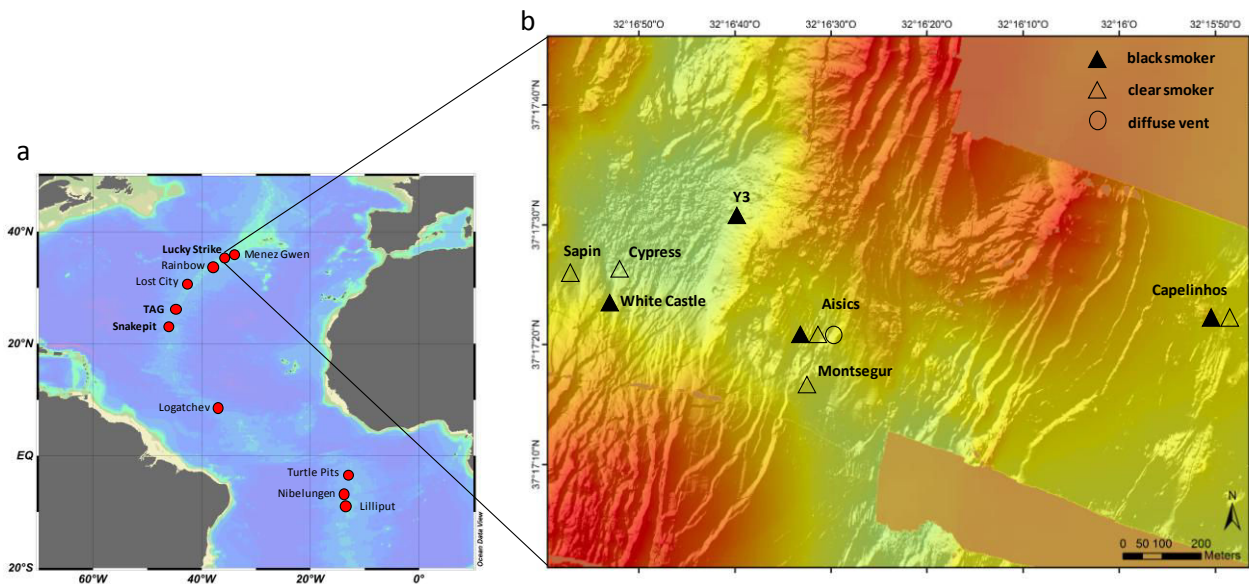 a
40°N
20°N
EQ
20°S
60°W
40°W
20°W
0°
Lucky Strike
Menez Gwen
Rainbow
Lost City
TAG
Snakepit
Logatchev
Turtle Pits
Nibelungen
Lilliput
Ocean Data View
b
32°16'50"O
32°16'40"O
32°16'30"O
32°16'20"O
32°16'10"O
32°16'O
32°15'50"O
37°17'40"N
37°17'30"N
37°17'20"N
37°17'10"N
black smoker
clear smoker
diffuse vent
Y3
Sapin
Cypress
White Castle
Aisics
Capelinhos
Montsegur
N
0 50 100 200
Meters